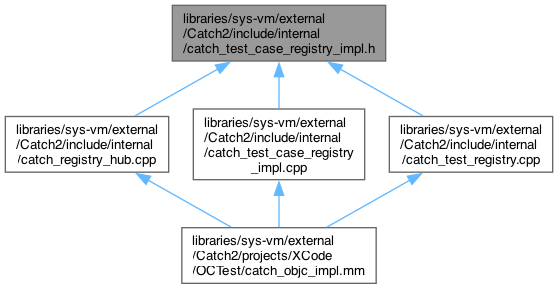 libraries/sys-vm/external
/Catch2/include/internal
/catch_test_case_registry_impl.h
libraries/sys-vm/external
/Catch2/include/internal
/catch_registry_hub.cpp
libraries/sys-vm/external
/Catch2/include/internal
/catch_test_case_registry
_impl.cpp
libraries/sys-vm/external
/Catch2/include/internal
/catch_test_registry.cpp
libraries/sys-vm/external
/Catch2/projects/XCode
/OCTest/catch_objc_impl.mm